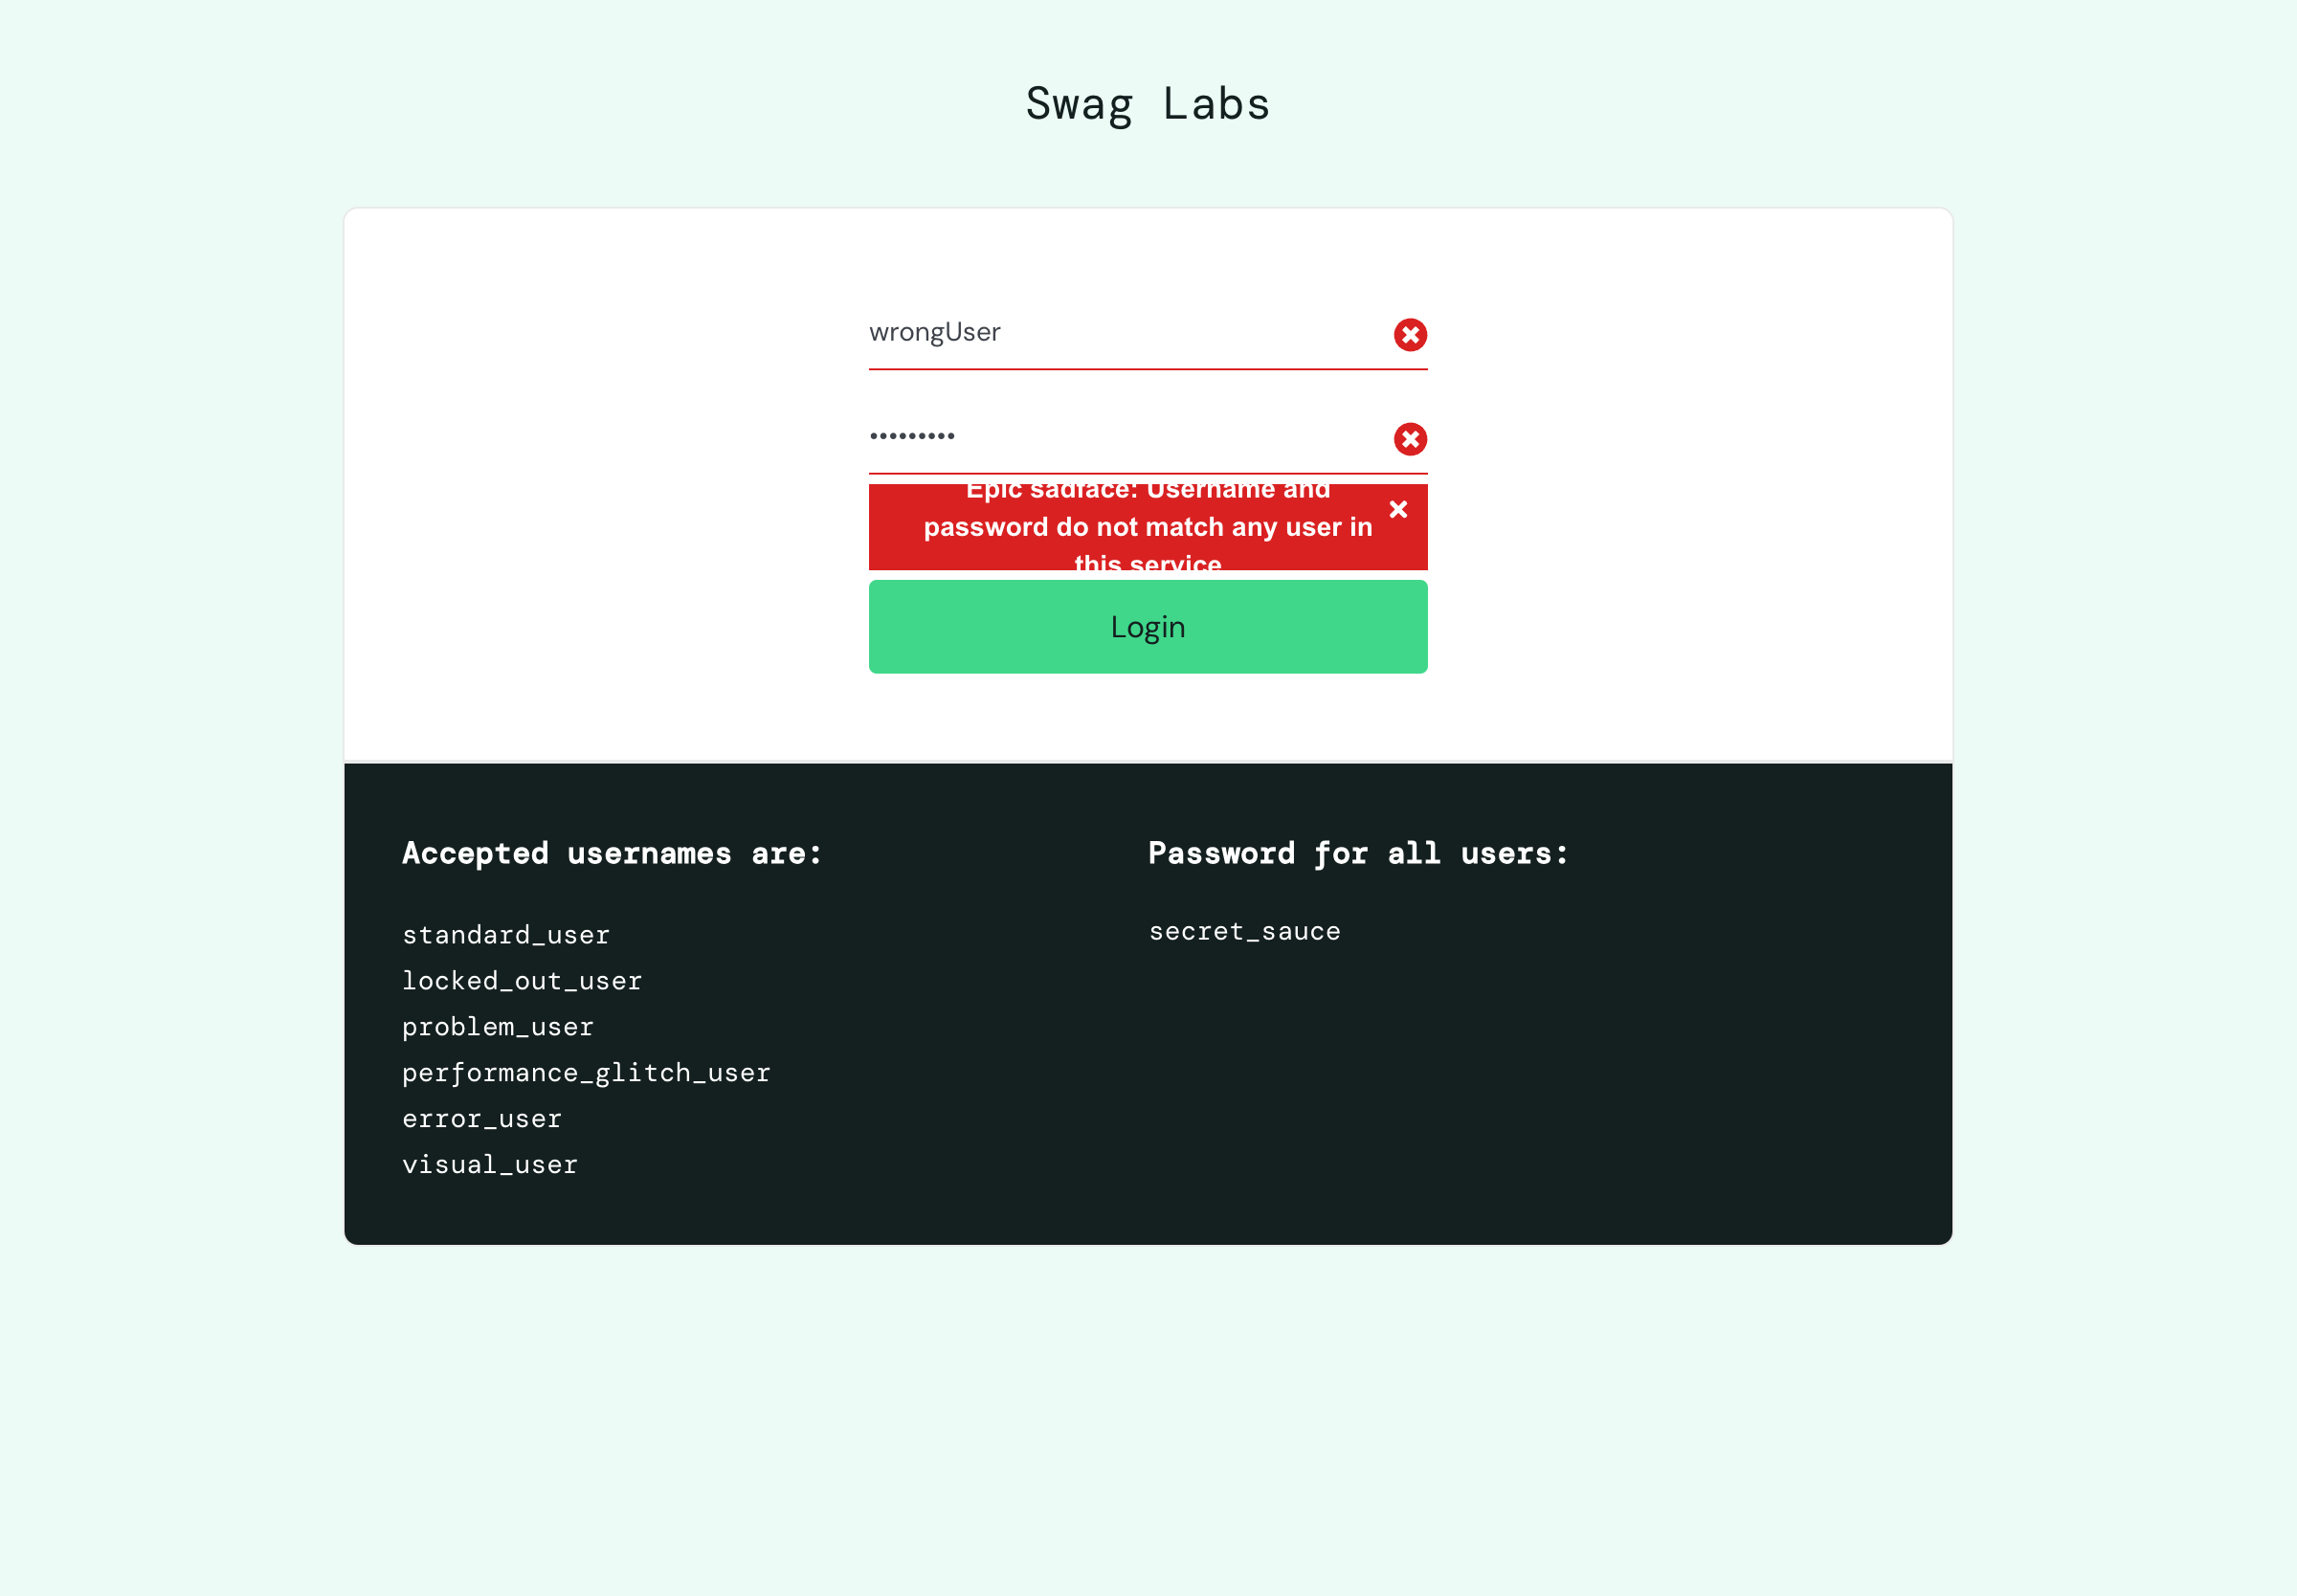 Swag Labs
wrongUser
•••••••••
Epic sadface: Username and
password do not match any user in
this service
Login
Accepted usernames are:
standard_user
locked_out_user
problem_user
performance_glitch_user
error_user
visual_user
Password for all users:
secret_sauce